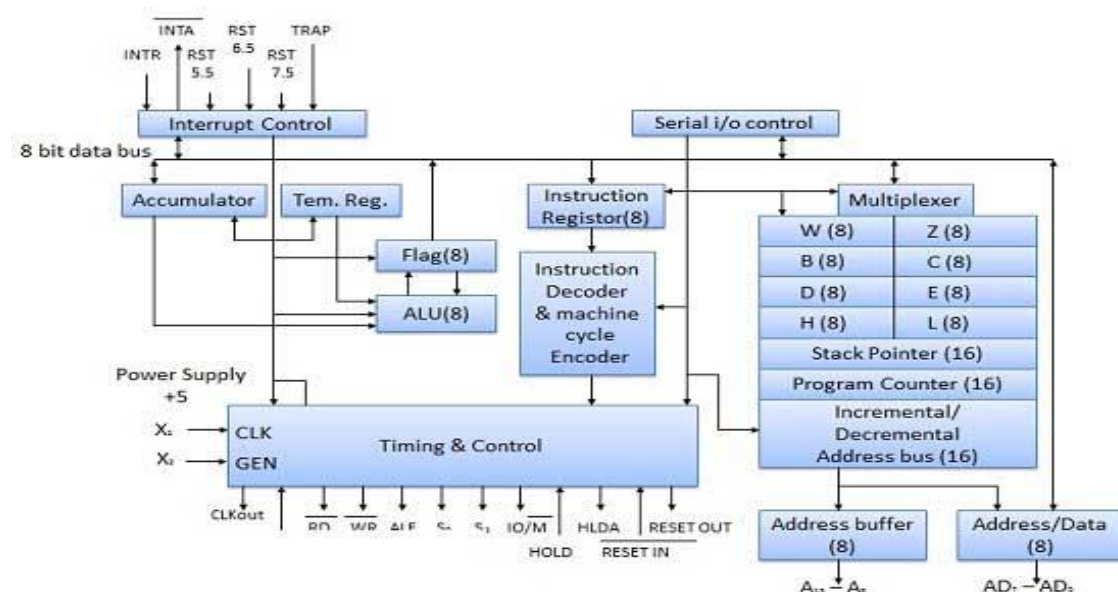 INTA
RST
6.5
TRAP
INTR
RST
5.5
RST
7.5
Interrupt Control
Serial i/o control
8 bit data bus
Accumulator
Tem. Reg.
Instruction
Registor(8)
Multiplexer
W (8)
Z (8)
Flag(8)
B (8)
C (8)
Instruction
Decoder
& machine
cycle
Encoder
D (8)
E (8)
ALU(8)
H (8)
L (8)
Stack Pointer (16)
Power Supply
+5
Program Counter (16)
X₁
CLK
Timing & Control
Incremental/
Decremental
Address bus (16)
X₂
GEN
CLKout
RD
WR
ALE
S₀
S₁
IO/M
HOLD
HLDA
RESET IN
RESET OUT
Address buffer
(8)
Address/Data
(8)